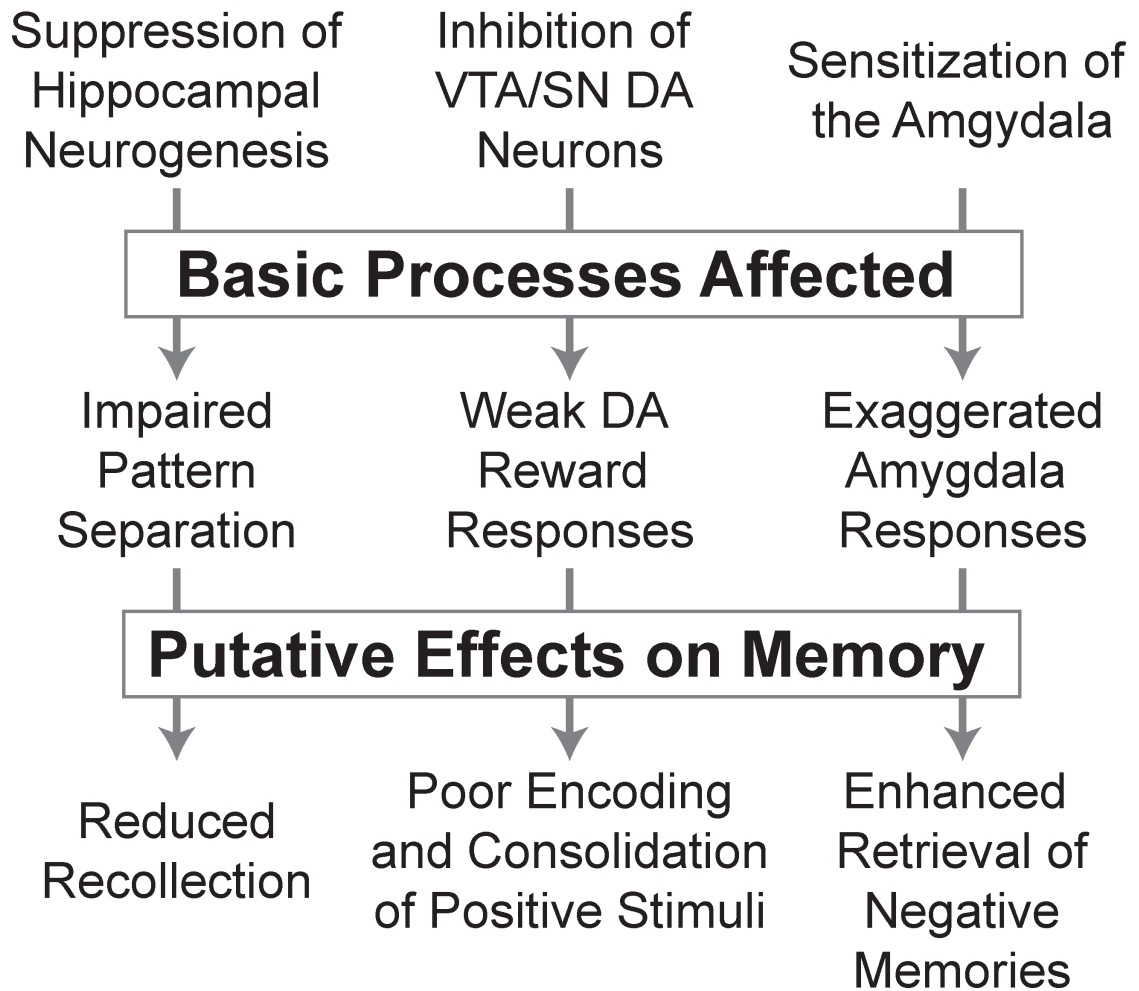 Suppression of
Hippocampal
Neurogenesis
Inhibition of
VTA/SN DA
Neurons
Sensitization of
the Amgydala
Basic Processes Affected
Impaired
Pattern
Separation
Weak DA
Reward
Responses
Exaggerated
Amygdala
Responses
Putative Effects on Memory
Reduced
Recollection
Poor Encoding
and Consolidation
of Positive Stimuli
Enhanced
Retrieval of
Negative
Memories